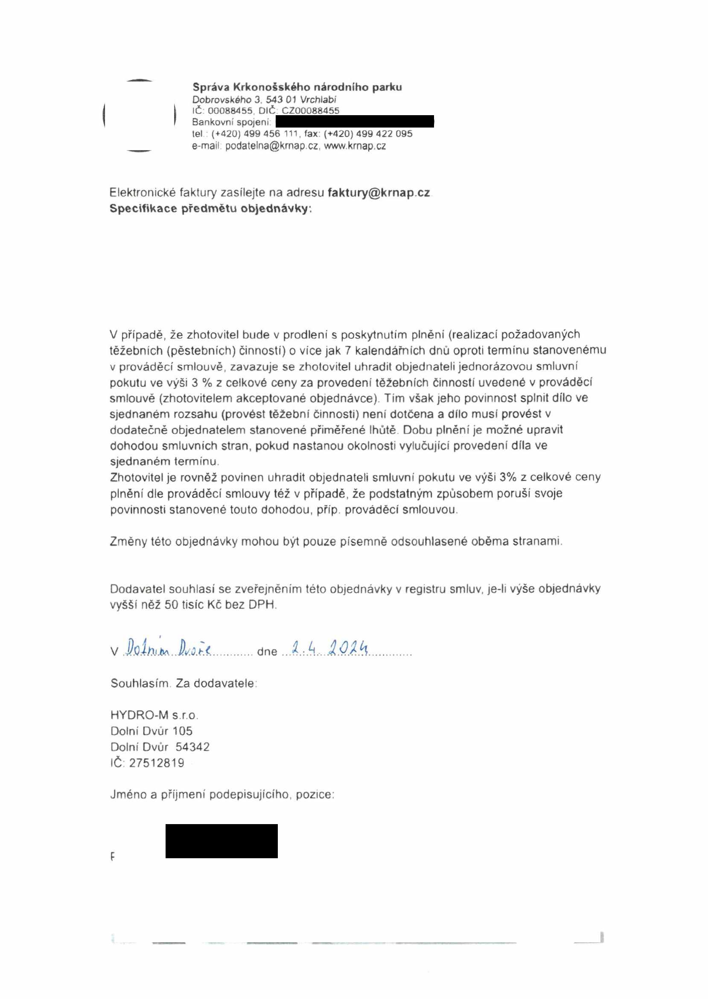 Správa Krkonošského národního parku
Dobrovského 3, 543 01 Vrchlabí
IČ: 00088455, DIČ: CZ00088455
Bankovní spojení:
tel.: (+420) 499 456 111, fax: (+420) 499 422 095
e-mail: podatelna@krnap.cz, www.krnap.cz
Elektronické faktury zasílejte na adresu faktury@krnap.cz.
Specifikace předmětu objednávky:
V případě, že zhotovitel bude v prodlení s poskytnutím plnění (realizací požadovaných
těžebních (pěstebních) činností) o více jak 7 kalendářních dnů oproti termínu stanovenému
v prováděcí smlouvě, zavazuje se zhotovitel uhradit objednateli jednorázovou smluvní
pokutu ve výši 3 % z celkové ceny za provedení těžebních činností uvedené v prováděcí
smlouvě (zhotovitelem akceptované objednávce). Tím však jeho povinnost splnit dílo ve
sjednaném rozsahu (provést těžební činnosti) není dotčena a dílo musí provést v
dodatečně objednatelem stanovené přiměřené lhůtě. Dobu plnění je možné upravit
dohodou smluvních stran, pokud nastanou okolnosti vylučující provedení díla ve
sjednaném termínu.
Zhotovitel je rovněž povinen uhradit objednateli smluvní pokutu ve výši 3% z celkové ceny
plnění dle prováděcí smlouvy též v případě, že podstatným způsobem poruší svoje
povinnosti stanovené touto dohodou, příp. prováděcí smlouvou.
Změny této objednávky mohou být pouze písemně odsouhlasené oběma stranami.
Dodavatel souhlasí se zveřejněním této objednávky v registru smluv, je-li výše objednávky
vyšší něž 50 tisíc Kč bez DPH.
V Dolním Dvoře dne 2.4. 2024
Souhlasím. Za dodavatele:
HYDRO-M s.r.o.
Dolní Dvůr 105
Dolní Dvůr 54342
IČ: 27512819
Jméno a příjmení podepisujícího, pozice: